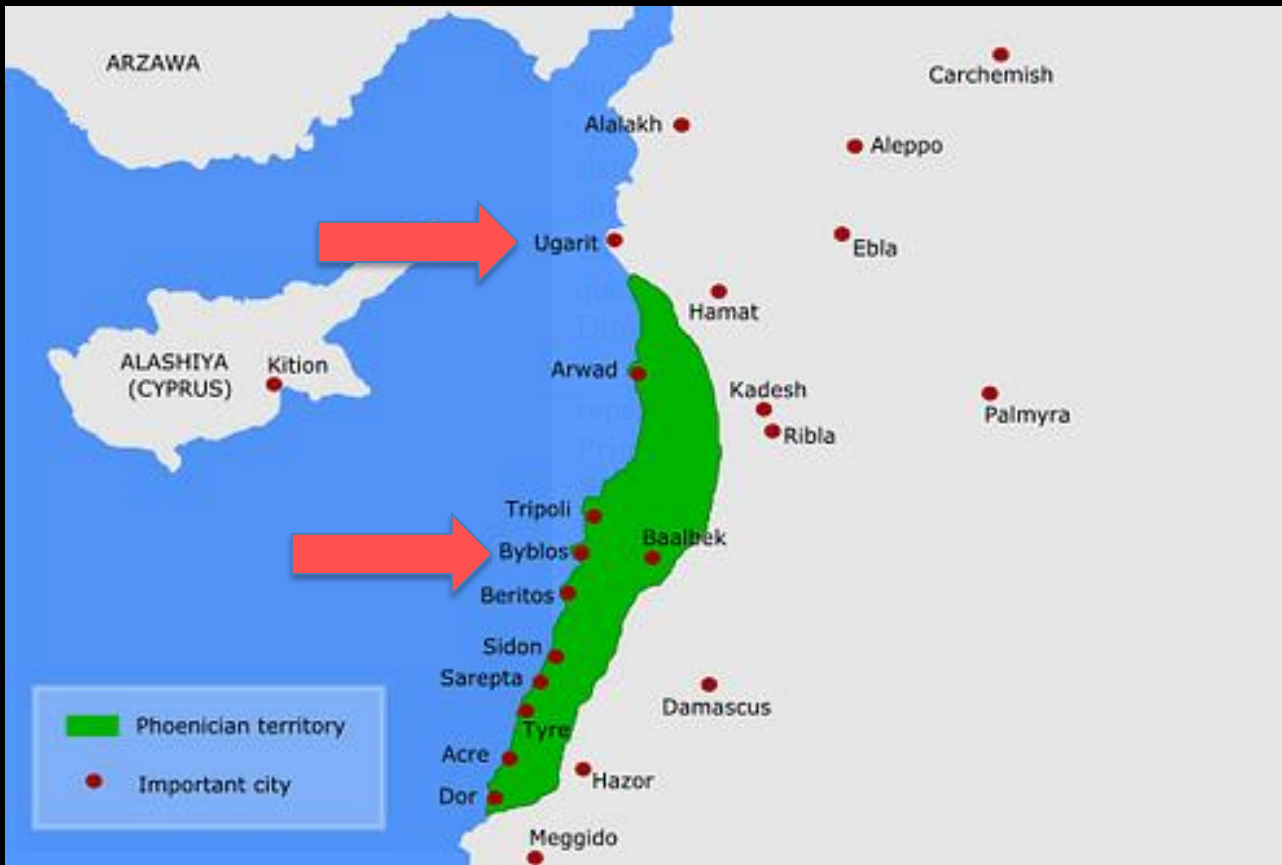 ARZAWA
Carchemish
Alalakh
Aleppo
Ugarit
Ebla
Hamat
ALASHIYA
(CYPRUS)
Kition
Arwad
Kadesh
Ribla
Palmyra
Tripoli
Byblos
Baalbek
Beritos
Sidon
Sarepta
Damascus
Tyre
Acre
Hazor
Dor
Meggido
Phoenician territory
Important city